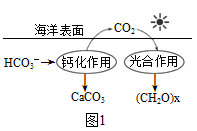 海洋表面
CO₂
HCO₃⁻
钙化作用
光合作用
CaCO₃
(CH₂O)x
图1